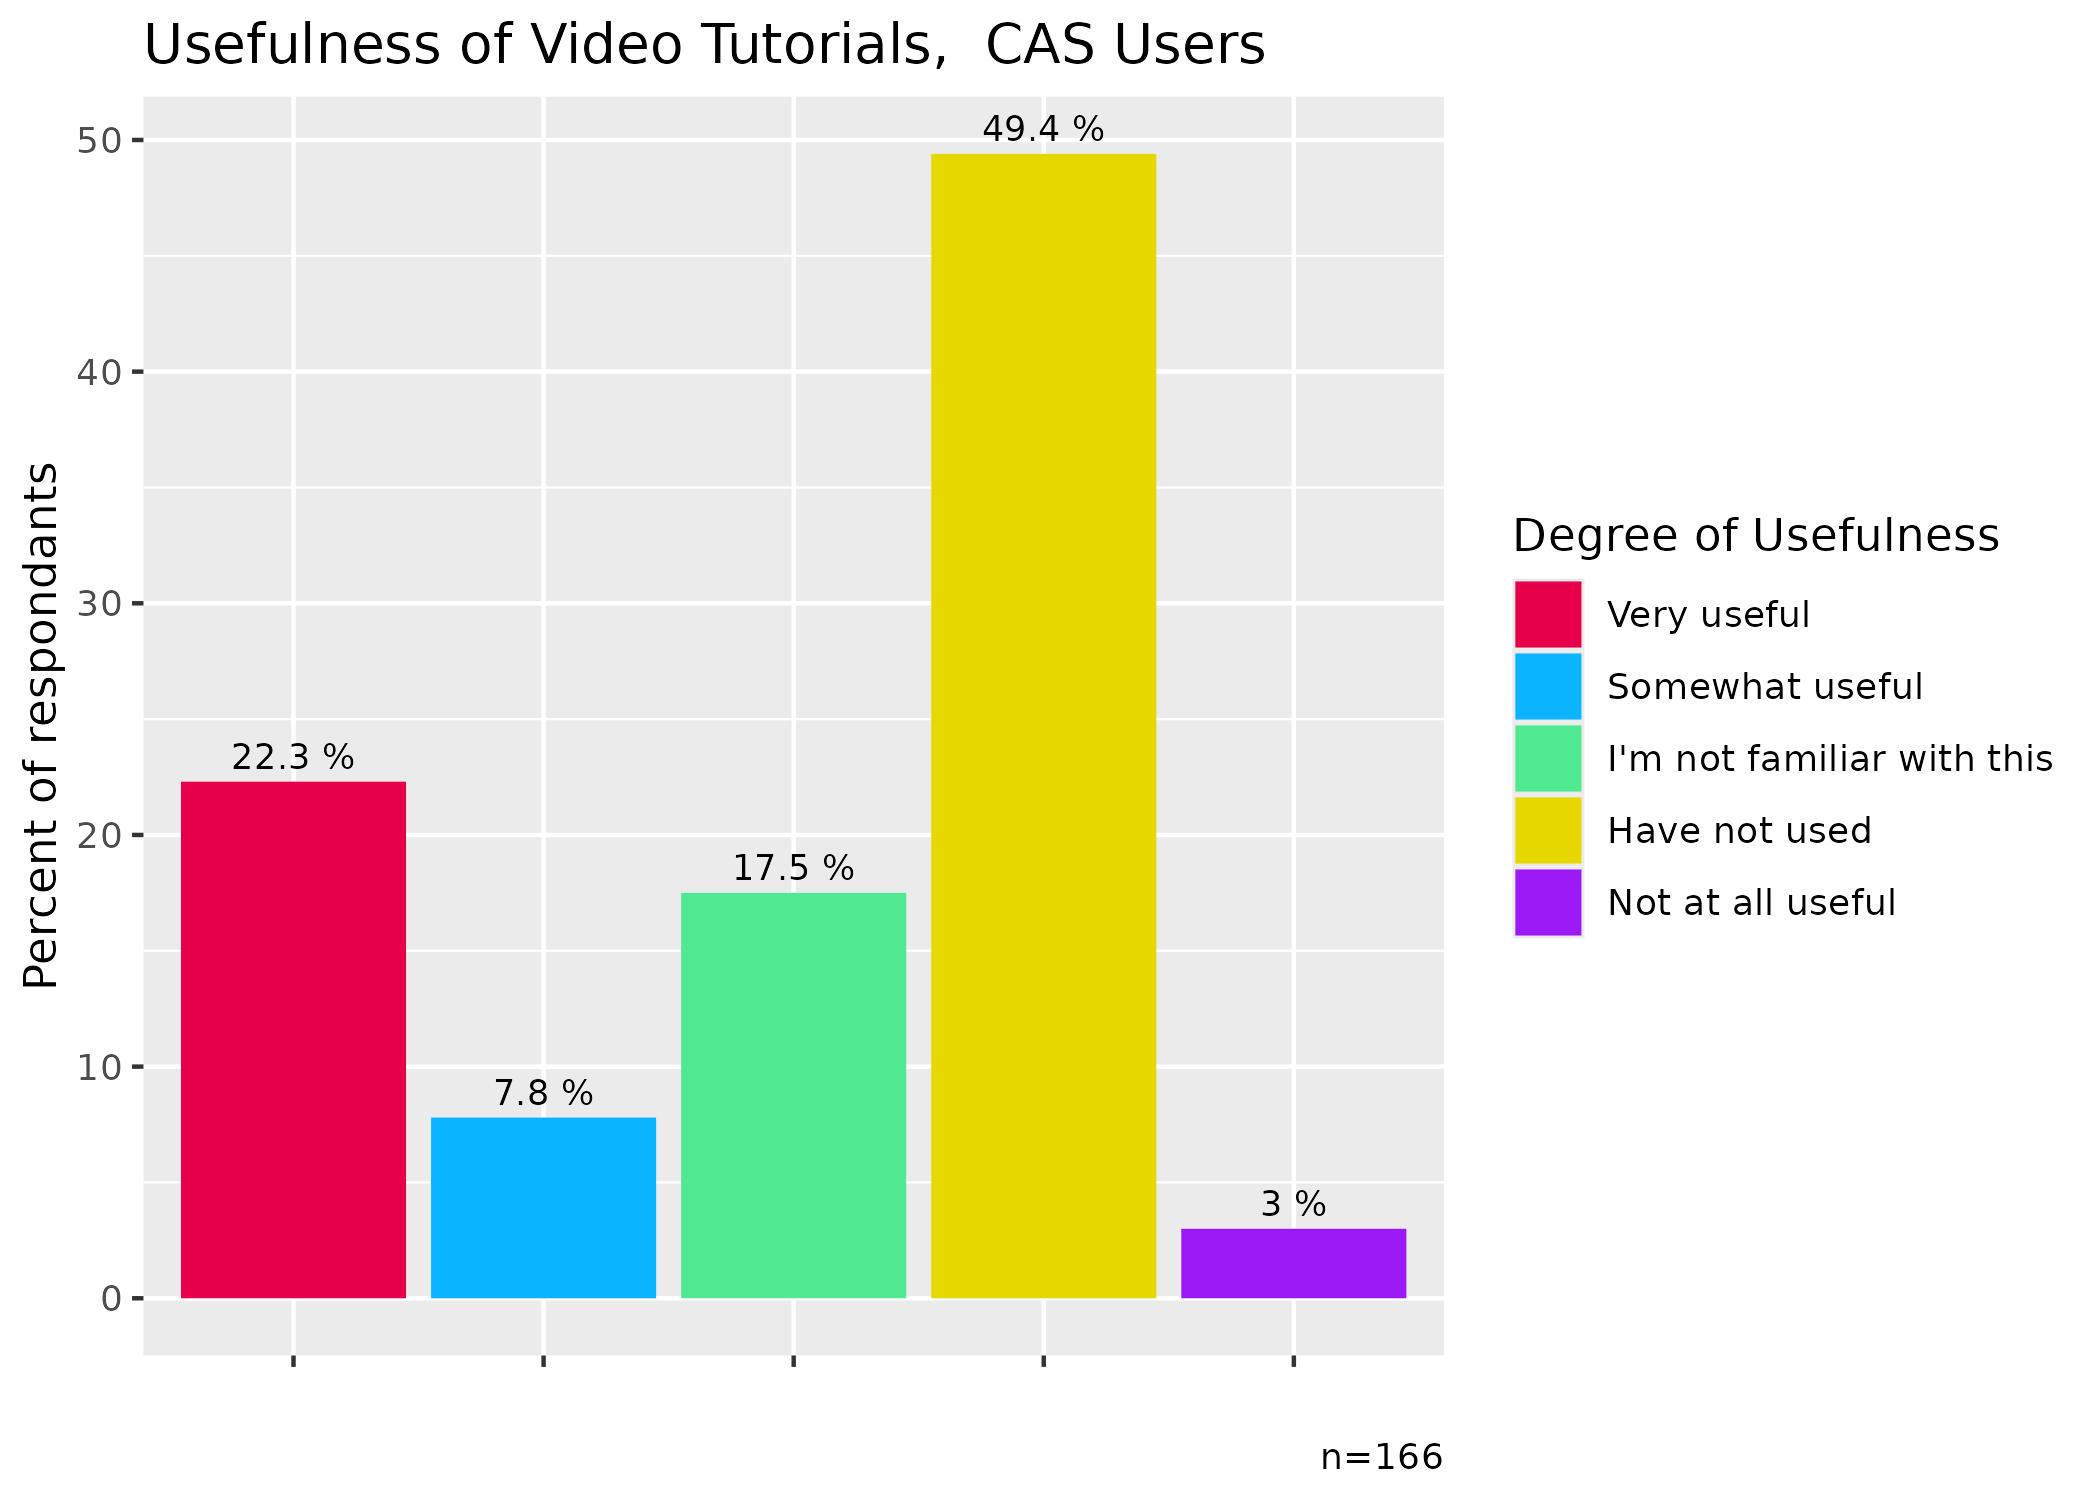 Usefulness of Video Tutorials,  CAS Users
Percent of respondants
50
40
30
20
10
0
22.3 %
7.8 %
17.5 %
49.4 %
3 %
Degree of Usefulness
Very useful
Somewhat useful
I'm not familiar with this
Have not used
Not at all useful
n=166